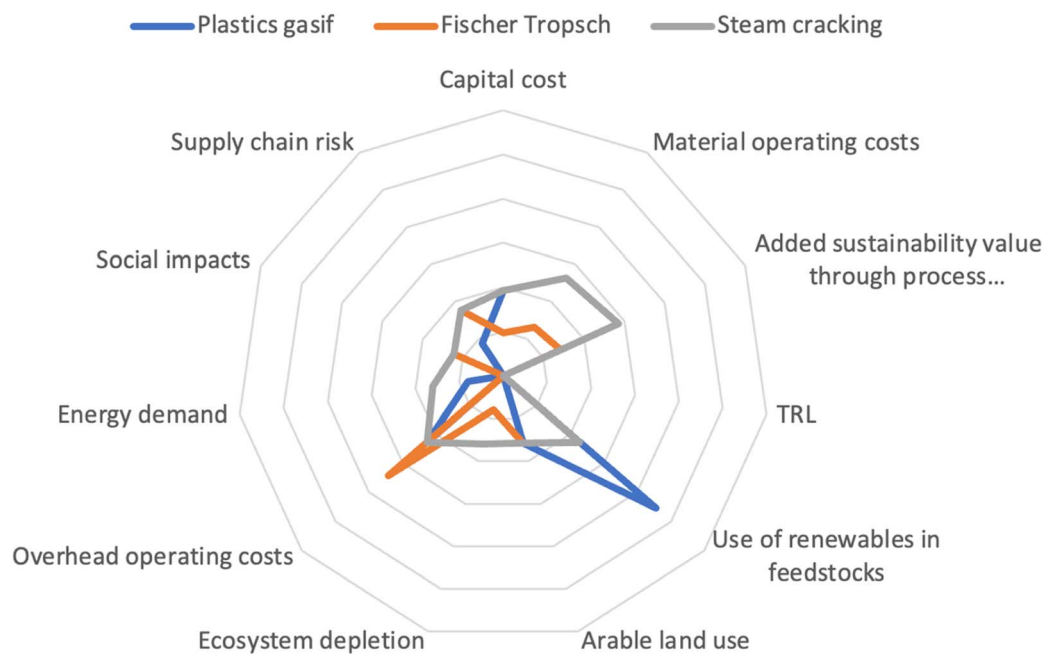 Plastics gasif
Fischer Tropsch
Steam cracking
Capital cost
Supply chain risk
Material operating costs
Added sustainability value
through process...
Social impacts
Energy demand
TRL
Use of renewables in
feedstocks
Overhead operating costs
Ecosystem depletion
Arable land use